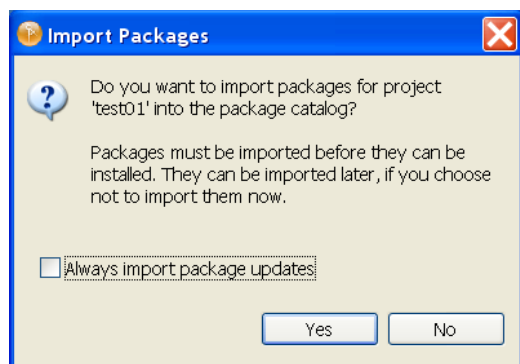 Import Packages
Do you want to import packages for project
'test01' into the package catalog?
Packages must be imported before they can be
installed. They can be imported later, if you choose
not to import them now.
Always import package updates
Yes
No